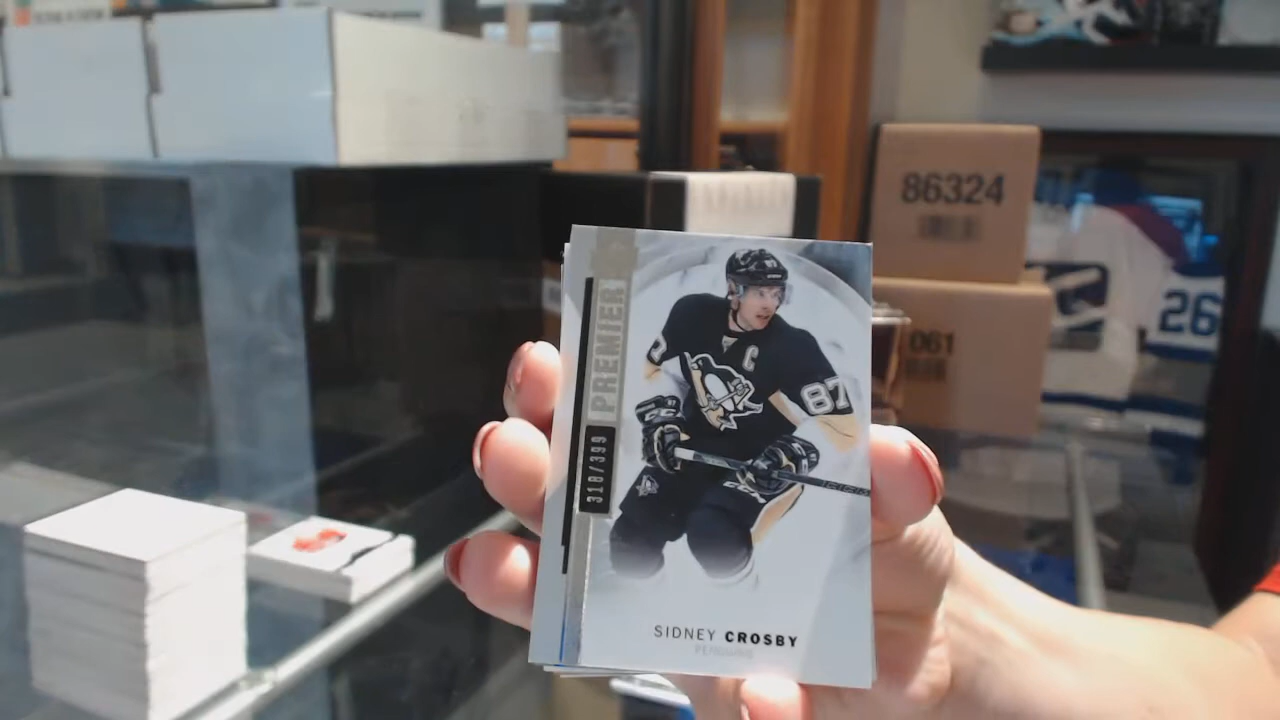 86324
061
26
PREMIER
318/399
C
87
SIDNEY CROSBY
PENGUINS